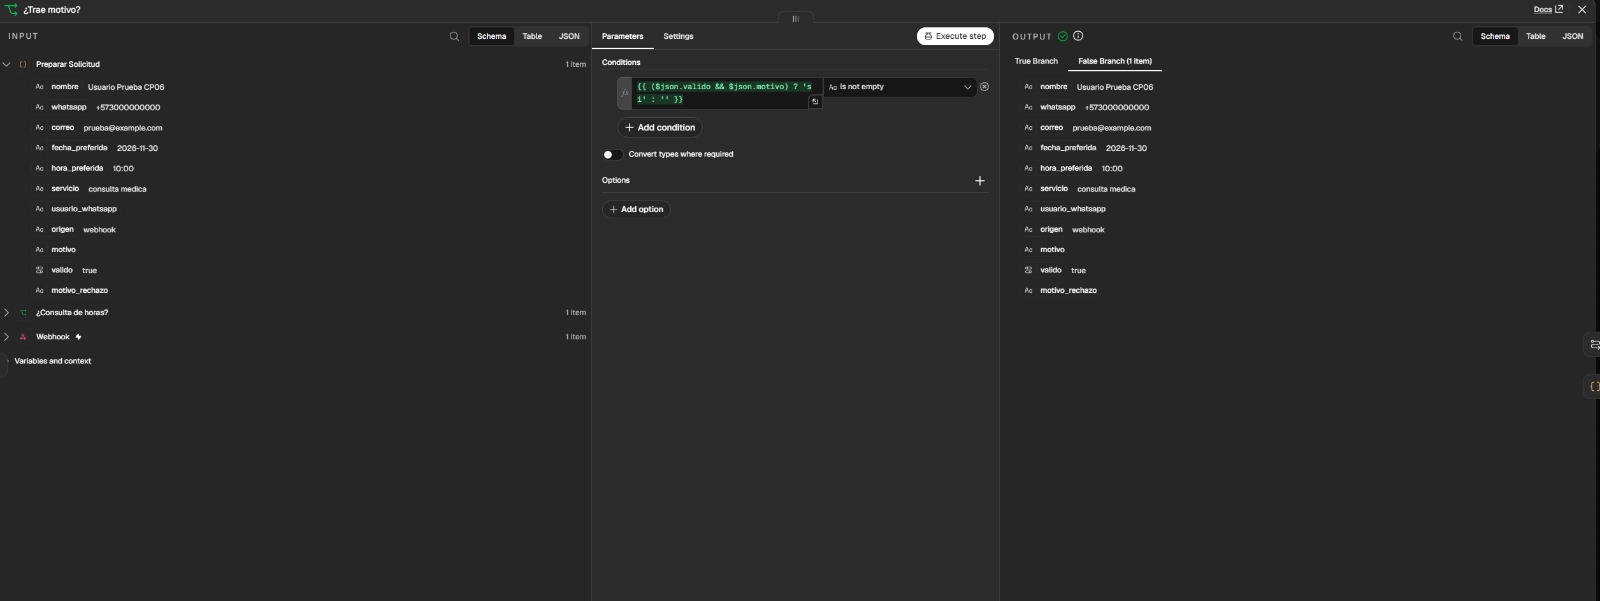 ¿Trae motivo?
Docs
INPUT
Schema Table JSON
Preparar Solicitud 1 item
nombre Usuario Prueba CP06
whatsapp +573000000000
correo prueba@example.com
fecha_preferida 2026-11-30
hora_preferida 10:00
servicio consulta medica
usuario_whatsapp
origen webhook
motivo
valido true
motivo_rechazo
¿Consulta de horas? 1 item
Webhook 1 item
Variables and context
Parameters Settings
Execute step
Conditions
fx {{ ($json.valido && $json.motivo) ? 's
i' : '' }}
is not empty
Add condition
Convert types where required
Options
Add option
OUTPUT
Schema Table JSON
True Branch False Branch (1 item)
nombre Usuario Prueba CP06
whatsapp +573000000000
correo prueba@example.com
fecha_preferida 2026-11-30
hora_preferida 10:00
servicio consulta medica
usuario_whatsapp
origen webhook
motivo
valido true
motivo_rechazo